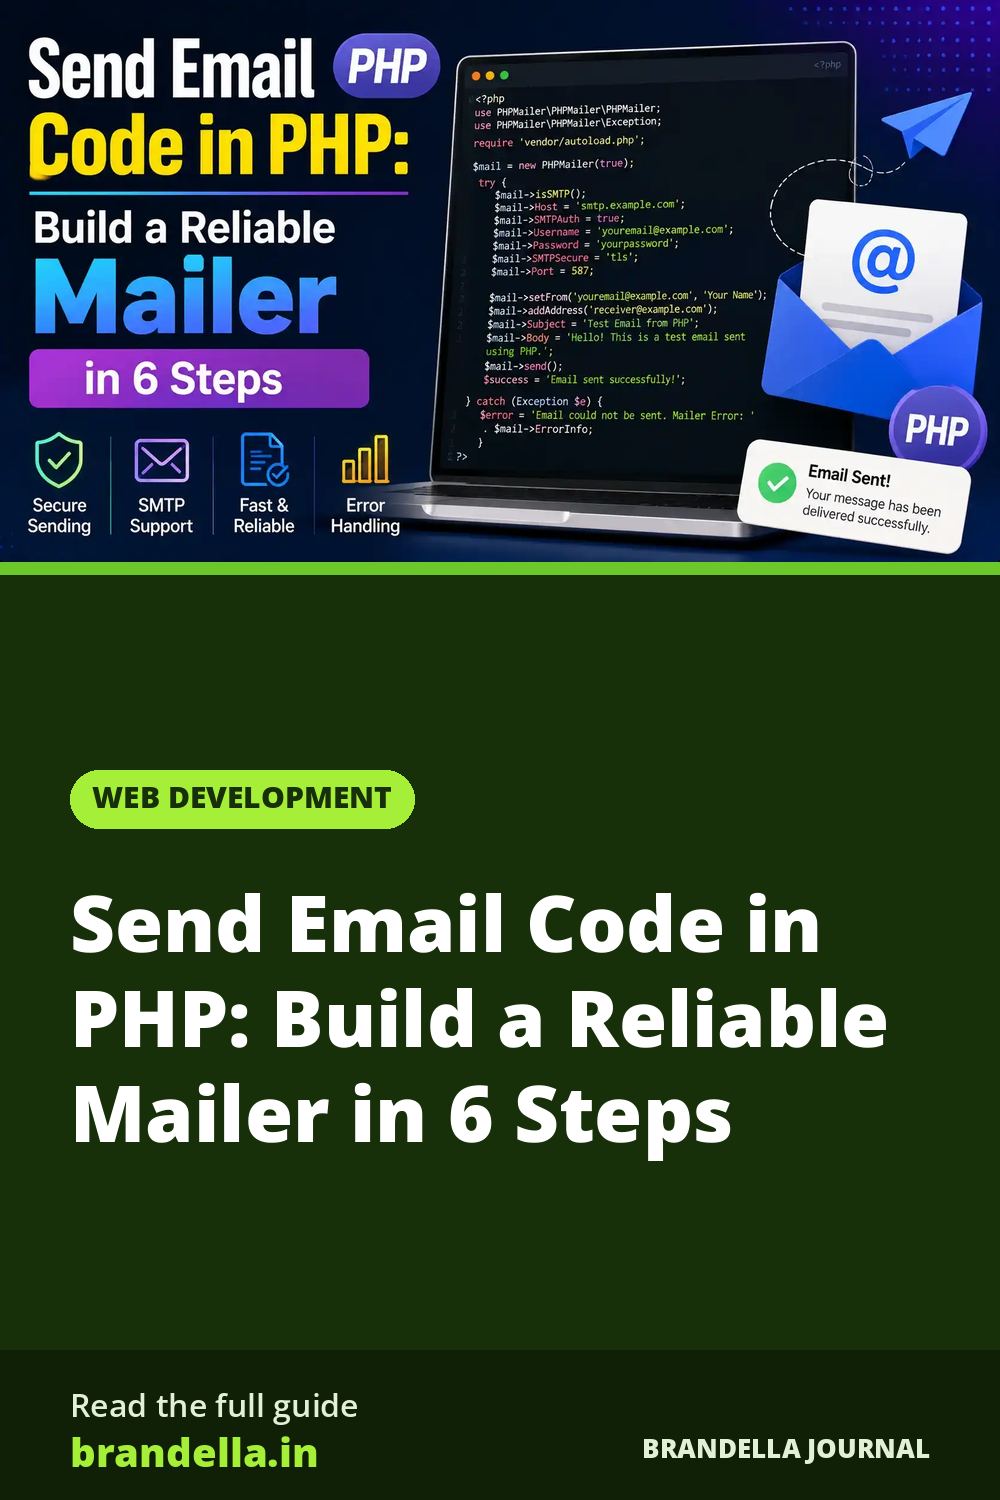 Send Email PHP
Code in PHP:
Build a Reliable
Mailer
in 6 Steps
Secure
Sending
SMTP
Support
Fast &
Reliable
Error
Handling
<?php
<?php
use PHPMailer\PHPMailer\PHPMailer;
use PHPMailer\PHPMailer\Exception;
require 'vendor/autoload.php';
$mail = new PHPMailer(true);
try {
$mail->isSMTP();
$mail->Host = 'smtp.example.com';
$mail->SMTPAuth = true;
$mail->Username = 'youremail@example.com';
$mail->Password = 'yourpassword';
$mail->SMTPSecure = 'tls';
$mail->Port = 587;
$mail->setFrom('youremail@example.com', 'Your Name');
$mail->addAddress('receiver@example.com');
$mail->Subject = 'Test Email from PHP';
$mail->Body = 'Hello! This is a test email sent
using PHP.';
$mail->send();
$success = 'Email sent successfully!';
} catch (Exception $e) {
$error = 'Email could not be sent. Mailer Error: '
. $mail->ErrorInfo;
}
?>
@
PHP
Email Sent!
Your message has been
delivered successfully.
WEB DEVELOPMENT
Send Email Code in
PHP: Build a Reliable
Mailer in 6 Steps
Read the full guide
brandella.in
BRANDELLA JOURNAL